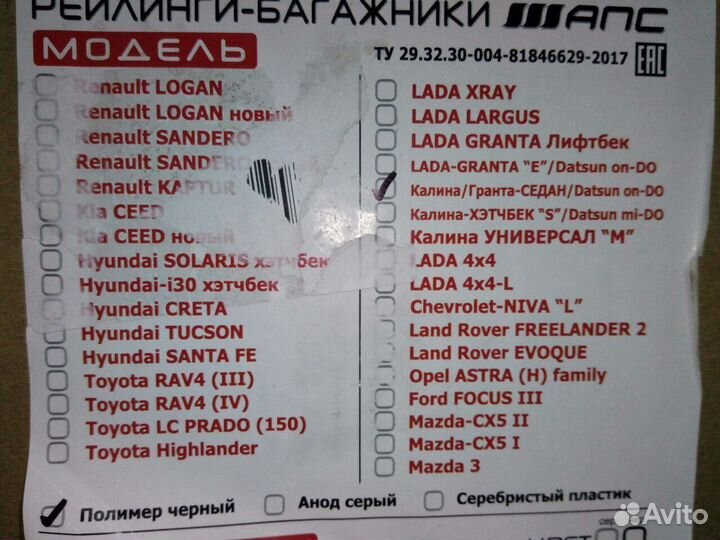 РЕЙЛИНГИ-БАГАЖНИКИ АПС
МОДЕЛЬ
ТУ 29.32.30-004-81846629-2017 ЕАС
Renault LOGAN
Renault LOGAN новый
Renault SANDERO
Renault SANDERO
Renault KAPTUR
Kia CEED
Kia CEED новый
Hyundai SOLARIS хэтчбек
Hyundai-i30 хэтчбек
Hyundai CRETA
Hyundai TUCSON
Hyundai SANTA FE
Toyota RAV4 (III)
Toyota RAV4 (IV)
Toyota LC PRADO (150)
Toyota Highlander
LADA XRAY
LADA LARGUS
LADA GRANTA Лифтбек
LADA-GRANTA "E"/Datsun on-DO
Калина/Гранта-СЕДАН/Datsun on-DO
Калина-ХЭТЧБЕК "S"/Datsun mi-DO
Калина УНИВЕРСАЛ "M"
LADA 4x4
LADA 4x4-L
Chevrolet-NIVA "L"
Land Rover FREELANDER 2
Land Rover EVOQUE
Opel ASTRA (H) family
Ford FOCUS III
Mazda-CX5 II
Mazda-CX5 I
Mazda 3
Полимер черный
Анод серый
Серебристый пластик
Avito